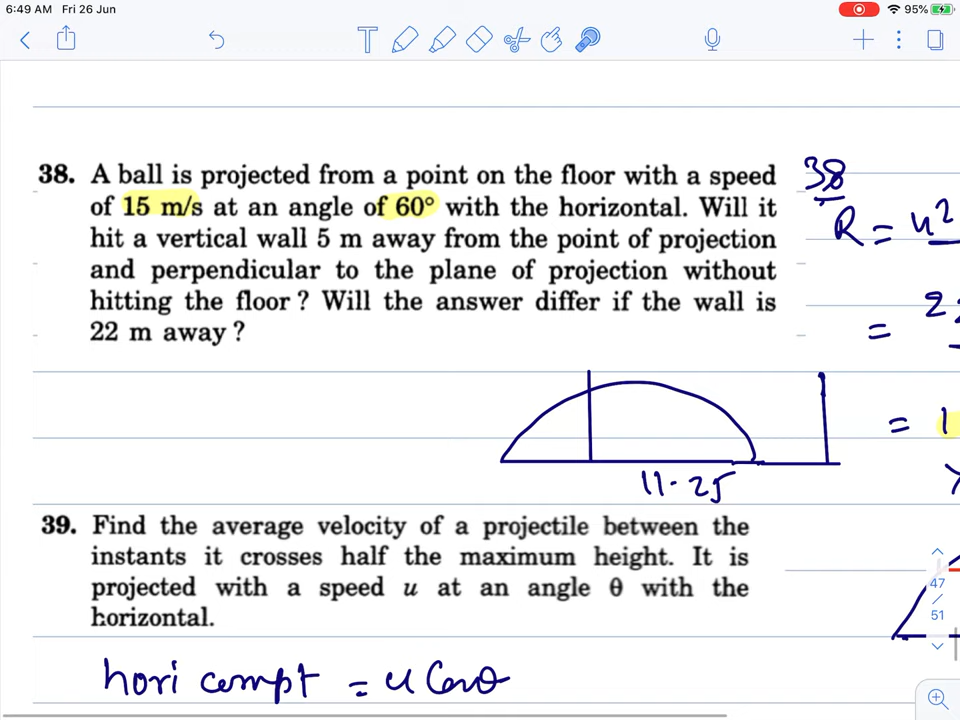 6:49 AM Fri 26 Jun
95%
38. A ball is projected from a point on the floor with a speed
of 15 m/s at an angle of 60° with the horizontal. Will it
hit a vertical wall 5 m away from the point of projection
and perpendicular to the plane of projection without
hitting the floor ? Will the answer differ if the wall is
22 m away ?
38
R = u²
=
=
11.25
39. Find the average velocity of a projectile between the
instants it crosses half the maximum height. It is
projected with a speed u at an angle θ with the
horizontal.
47
/
51
hori compt = u Cosθ